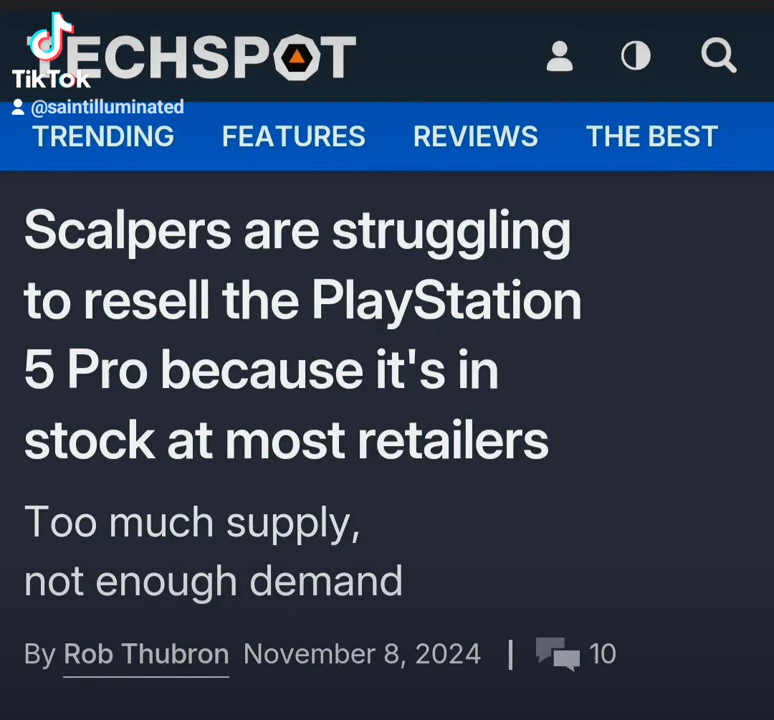 TECHSPOT
TikTok
@saintilluminated
TRENDING FEATURES REVIEWS THE BEST
Scalpers are struggling
to resell the PlayStation
5 Pro because it's in
stock at most retailers
Too much supply,
not enough demand
By Rob Thubron November 8, 2024 | 10